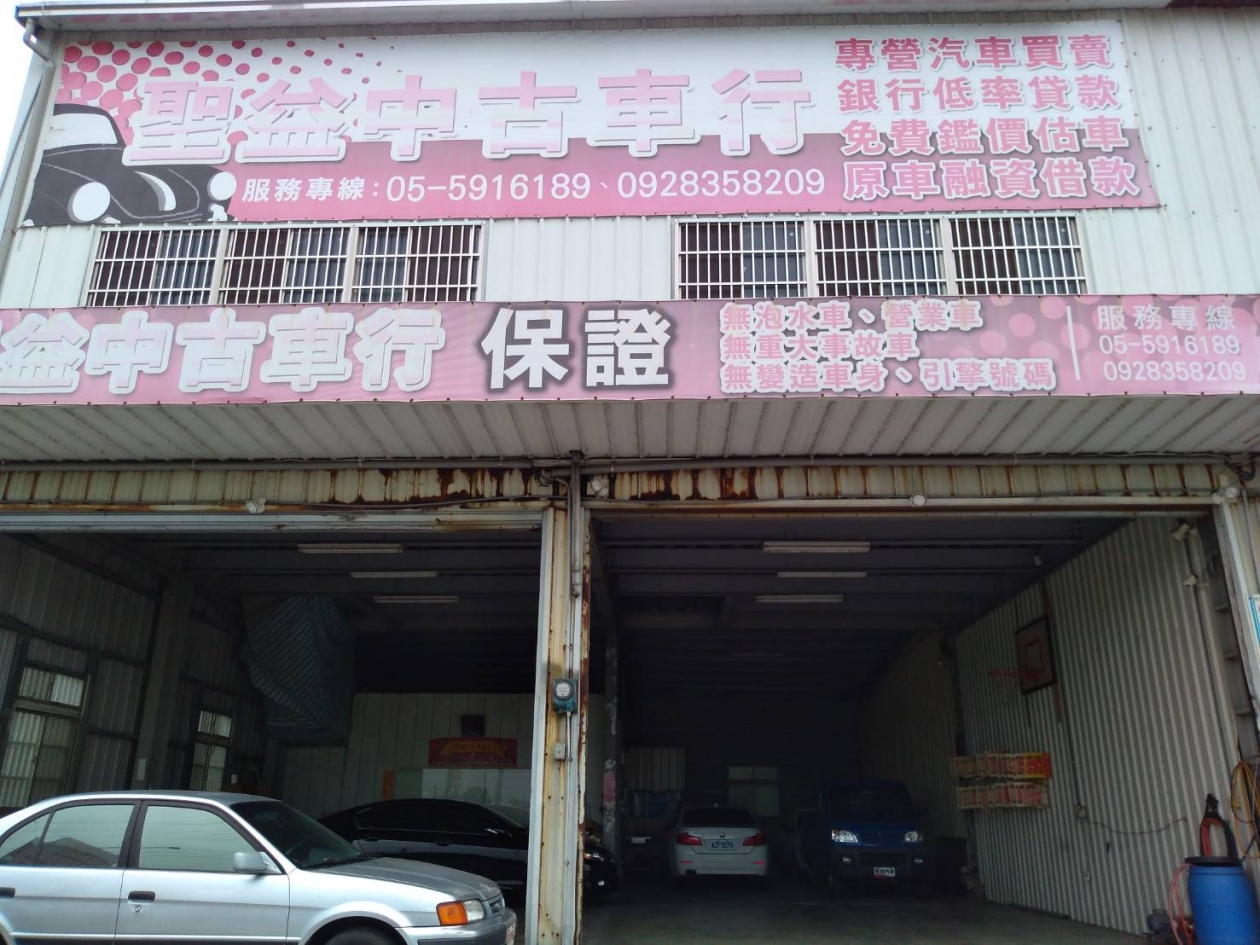 聖益中古車行
服務專線：05-5916189、0928358209
專營汽車買賣
銀行低率貸款
免費鑑價估車
原車融資借款
益中古車行 保證
無泡水車、營業車
無重大事故車
無變造車身、引擎號碼
服務專線
05-5916189
0928358209